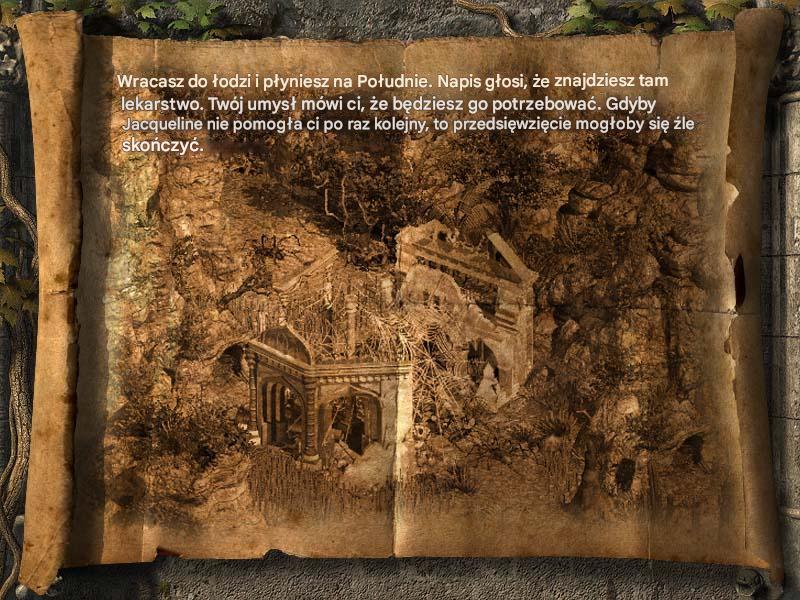 Wracasz do łodzi i płyniesz na Południe. Napis głosi, że znajdziesz tam
lekarstwo. Twój umysł mówi ci, że będziesz go potrzebować. Gdyby
Jacqueline nie pomogła ci po raz kolejny, to przedsięwzięcie mogłoby się źle
skończyć.